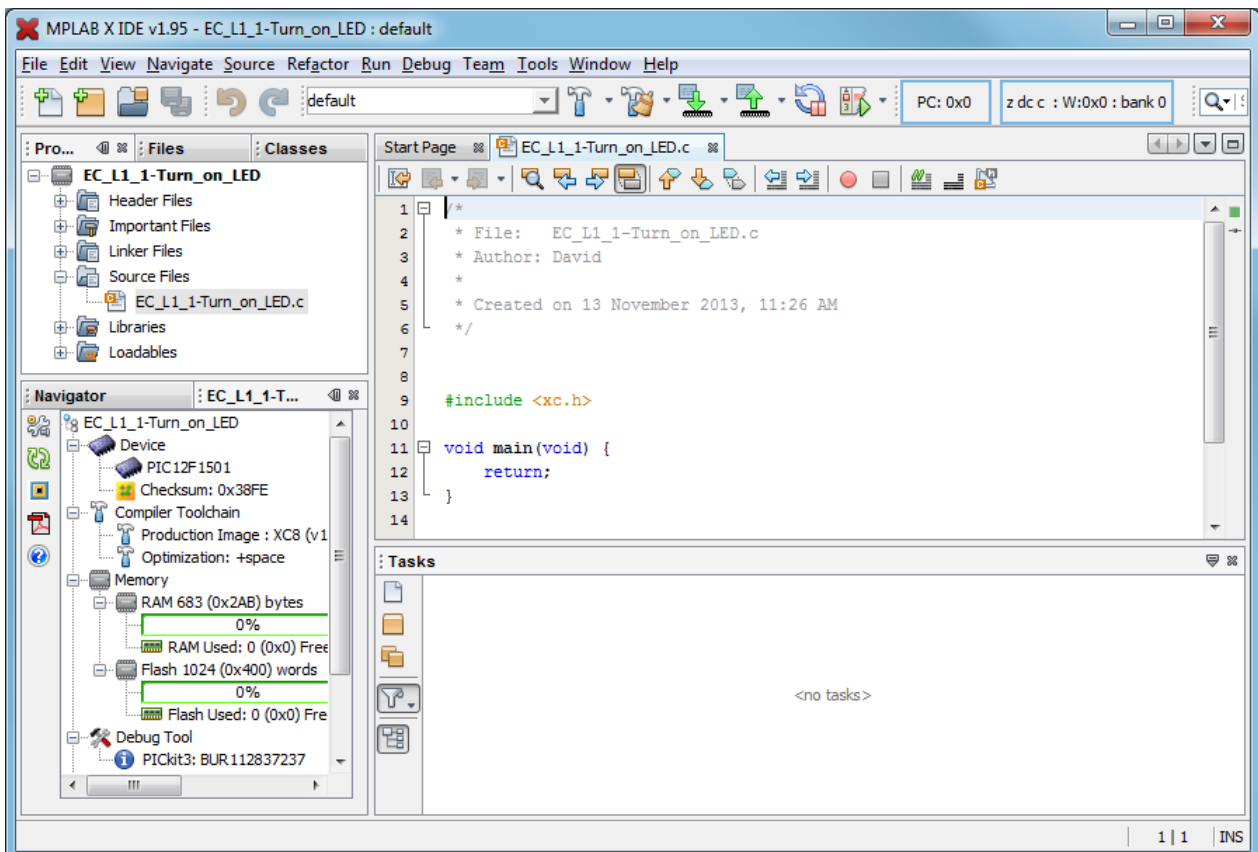 MPLAB X IDE v1.95 - EC_L1_1-Turn_on_LED : default
File Edit View Navigate Source Refactor Run Debug Team Tools Window Help
default
PC: 0x0
z dc c : W:0x0 : bank 0
Pro...
Files
Classes
EC_L1_1-Turn_on_LED
Header Files
Important Files
Linker Files
Source Files
EC_L1_1-Turn_on_LED.c
Libraries
Loadables
Navigator
EC_L1_1-T...
EC_L1_1-Turn_on_LED
Device
PIC12F1501
Checksum: 0x38FE
Compiler Toolchain
Production Image : XC8 (v1
Optimization: +space
Memory
RAM 683 (0x2AB) bytes
0%
RAM Used: 0 (0x0) Free
Flash 1024 (0x400) words
0%
Flash Used: 0 (0x0) Fre
Debug Tool
PICkit3: BUR112837237
Start Page
EC_L1_1-Turn_on_LED.c
1 /*
2 * File: EC_L1_1-Turn_on_LED.c
3 * Author: David
4 *
5 * Created on 13 November 2013, 11:26 AM
6 */
7
8
9 #include <xc.h>
10
11 void main(void) {
12 return;
13 }
14
Tasks
<no tasks>
1 | 1
INS